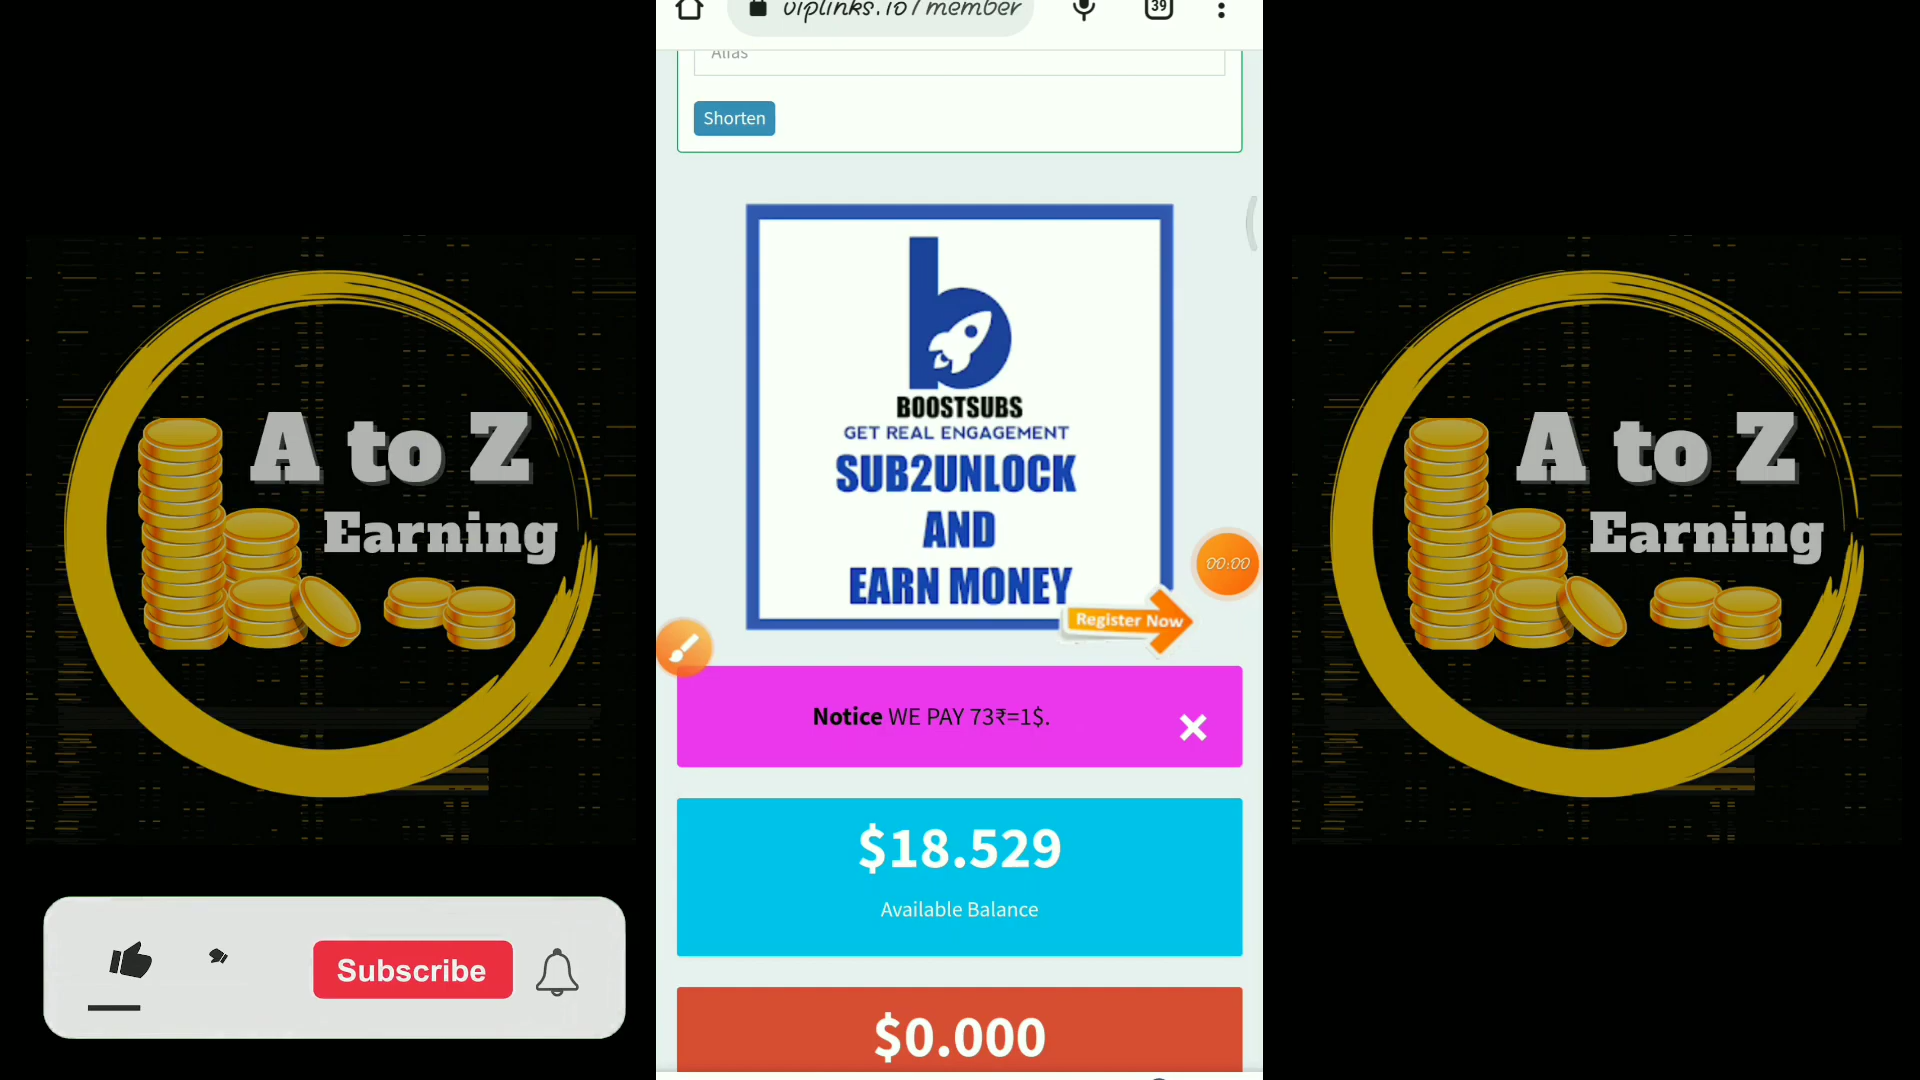 viplinks.io/member
39
Alias
Shorten
BOOSTSUBS
GET REAL ENGAGEMENT
SUB2UNLOCK
AND
EARN MONEY
Register Now
00:00
Notice WE PAY 73₹=1$.
$18.529
Available Balance
$0.000
A to Z
Earning
Subscribe
A to Z
Earning